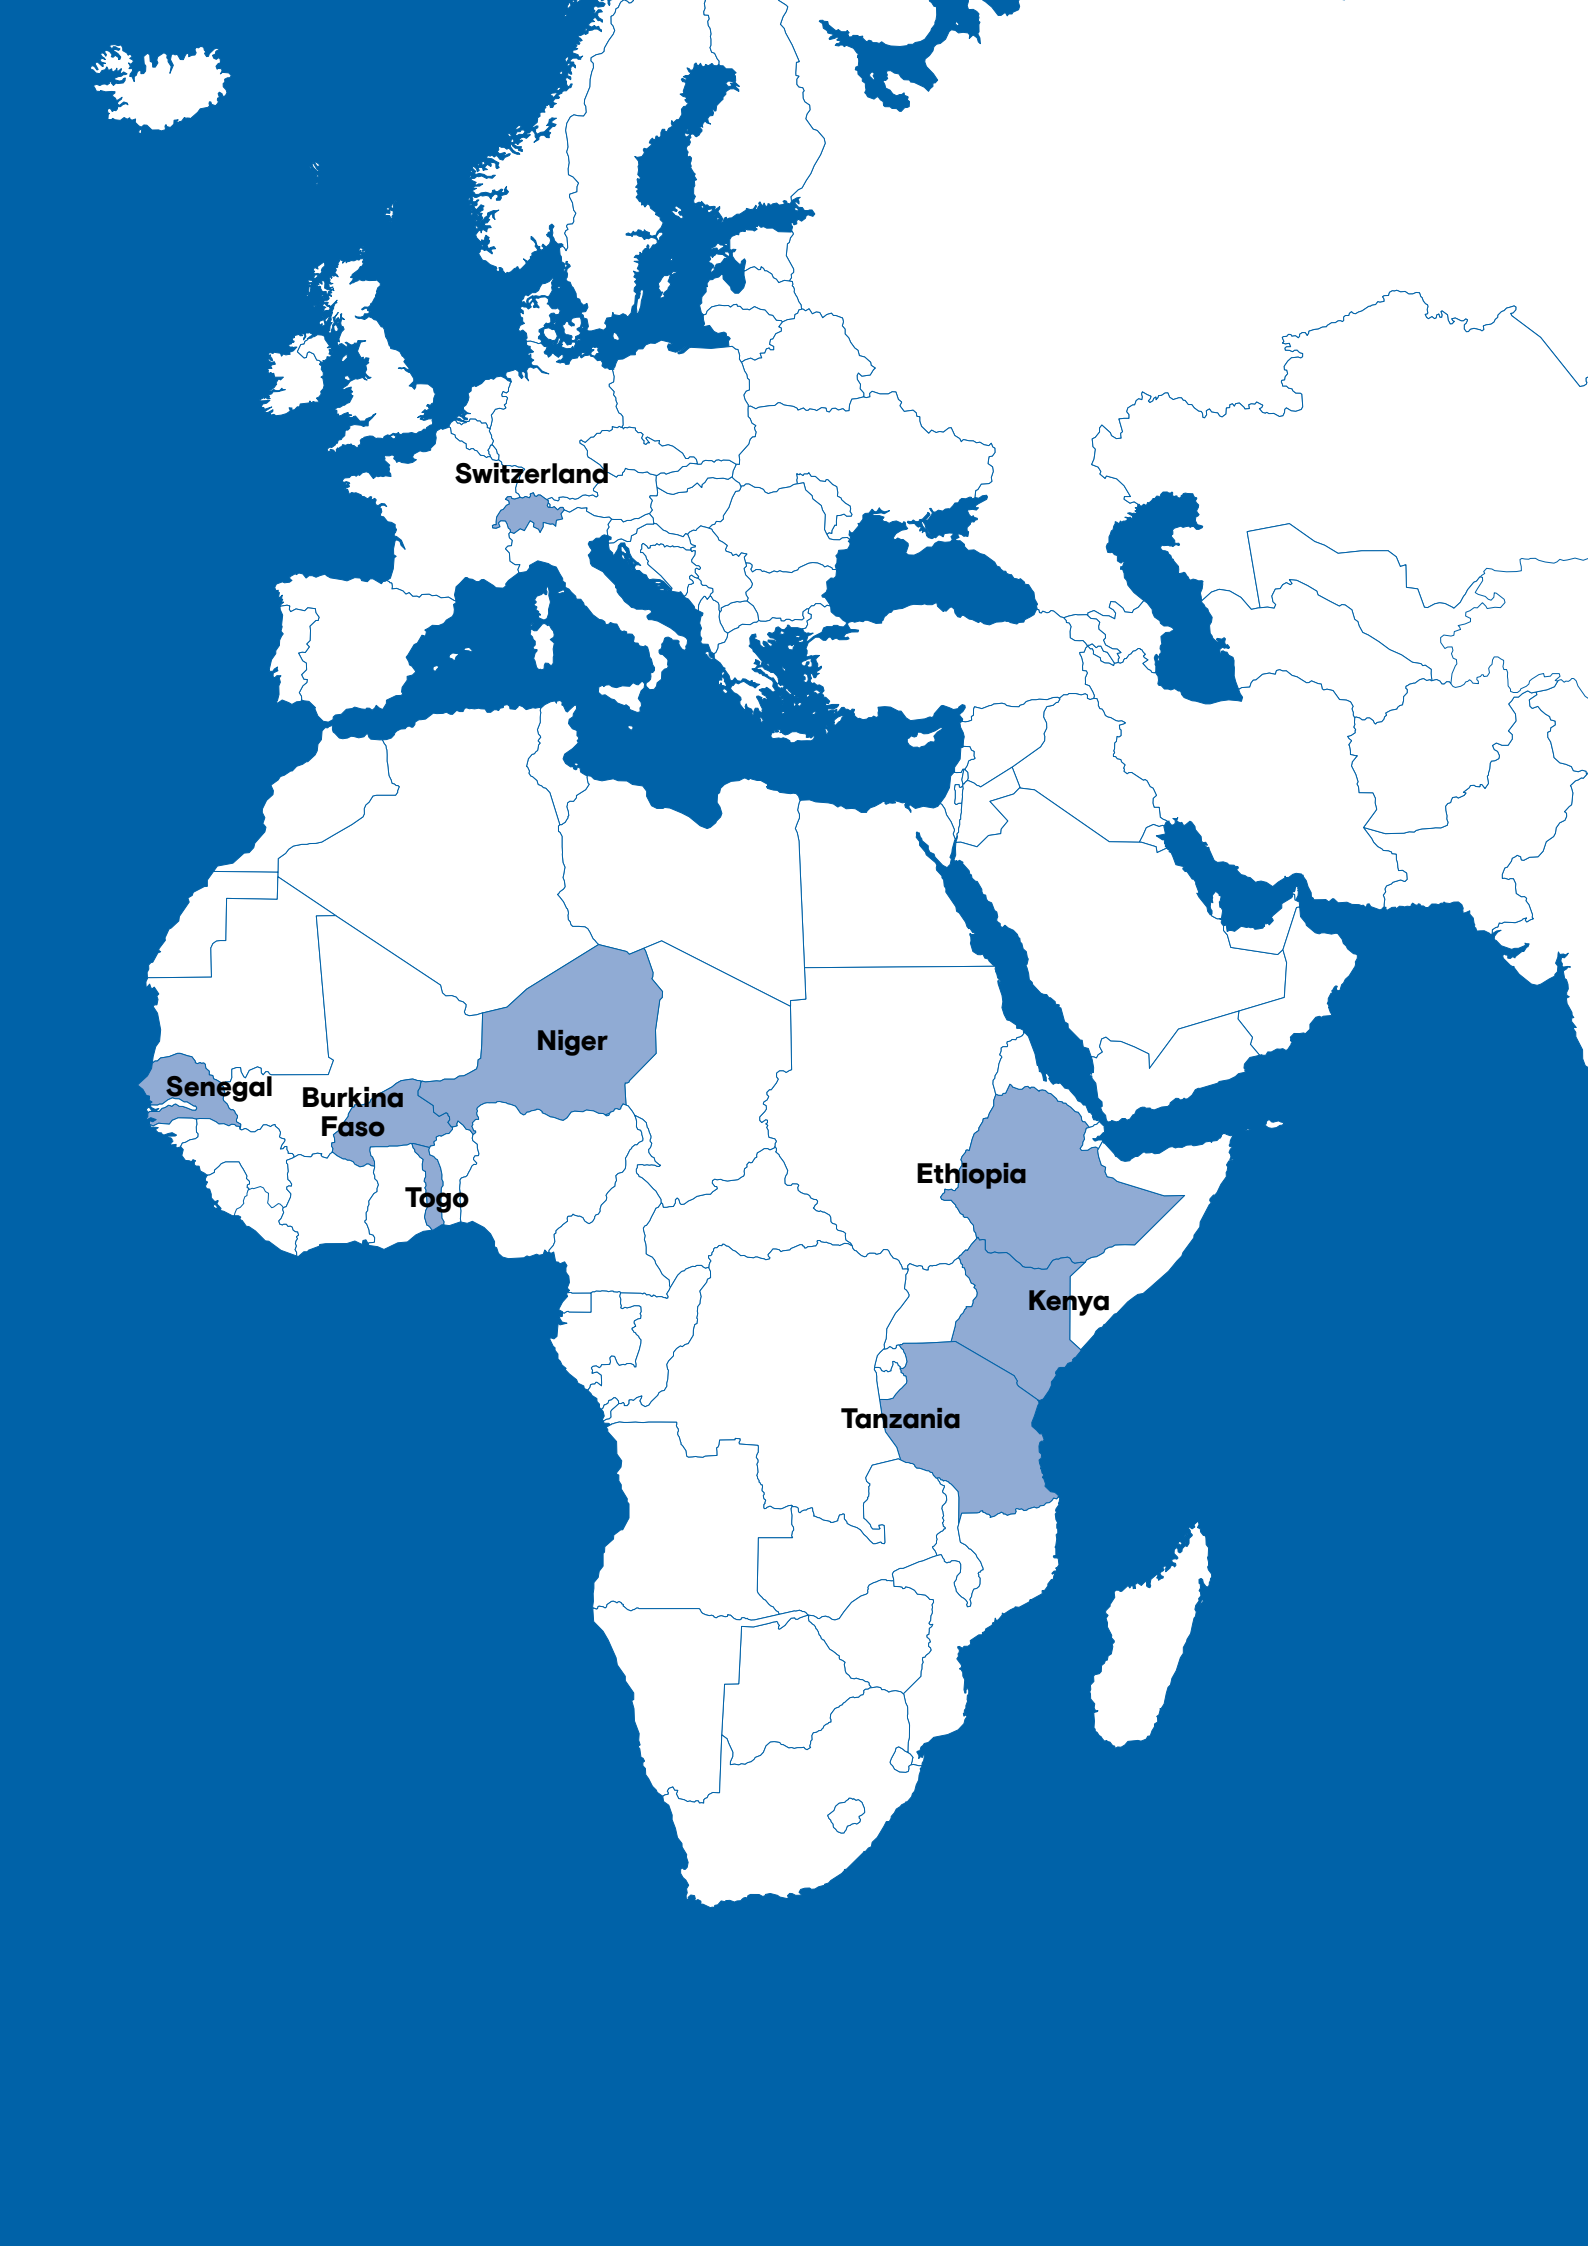 Switzerland
Niger
Senegal
Burkina
Faso
Ethiopia
Togo
Kenya
Tanzania